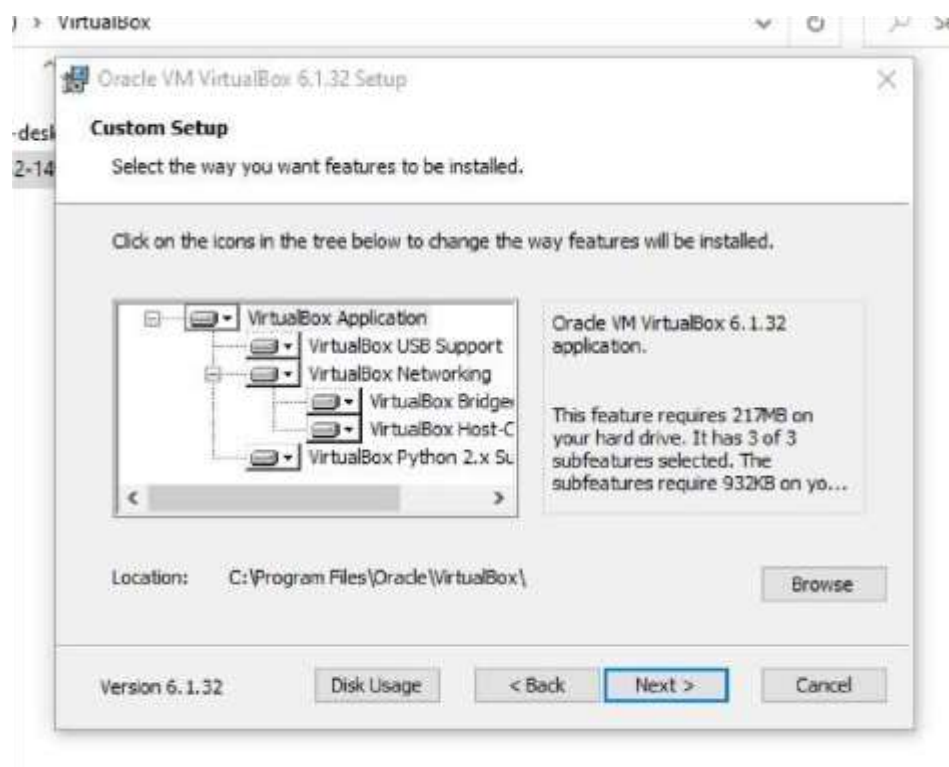 VirtualBox
Oracle VM VirtualBox 6.1.32 Setup
Custom Setup
Select the way you want features to be installed.
Click on the icons in the tree below to change the way features will be installed.
VirtualBox Application
VirtualBox USB Support
VirtualBox Networking
VirtualBox Bridge
VirtualBox Host-C
VirtualBox Python 2.x Su
Oracle VM VirtualBox 6.1.32
application.
This feature requires 217MB on
your hard drive. It has 3 of 3
subfeatures selected. The
subfeatures require 932KB on yo...
-desk
2-14
Location: C:\Program Files\Oracle\VirtualBox\
Browse
Version 6.1.32
Disk Usage
< Back
Next >
Cancel